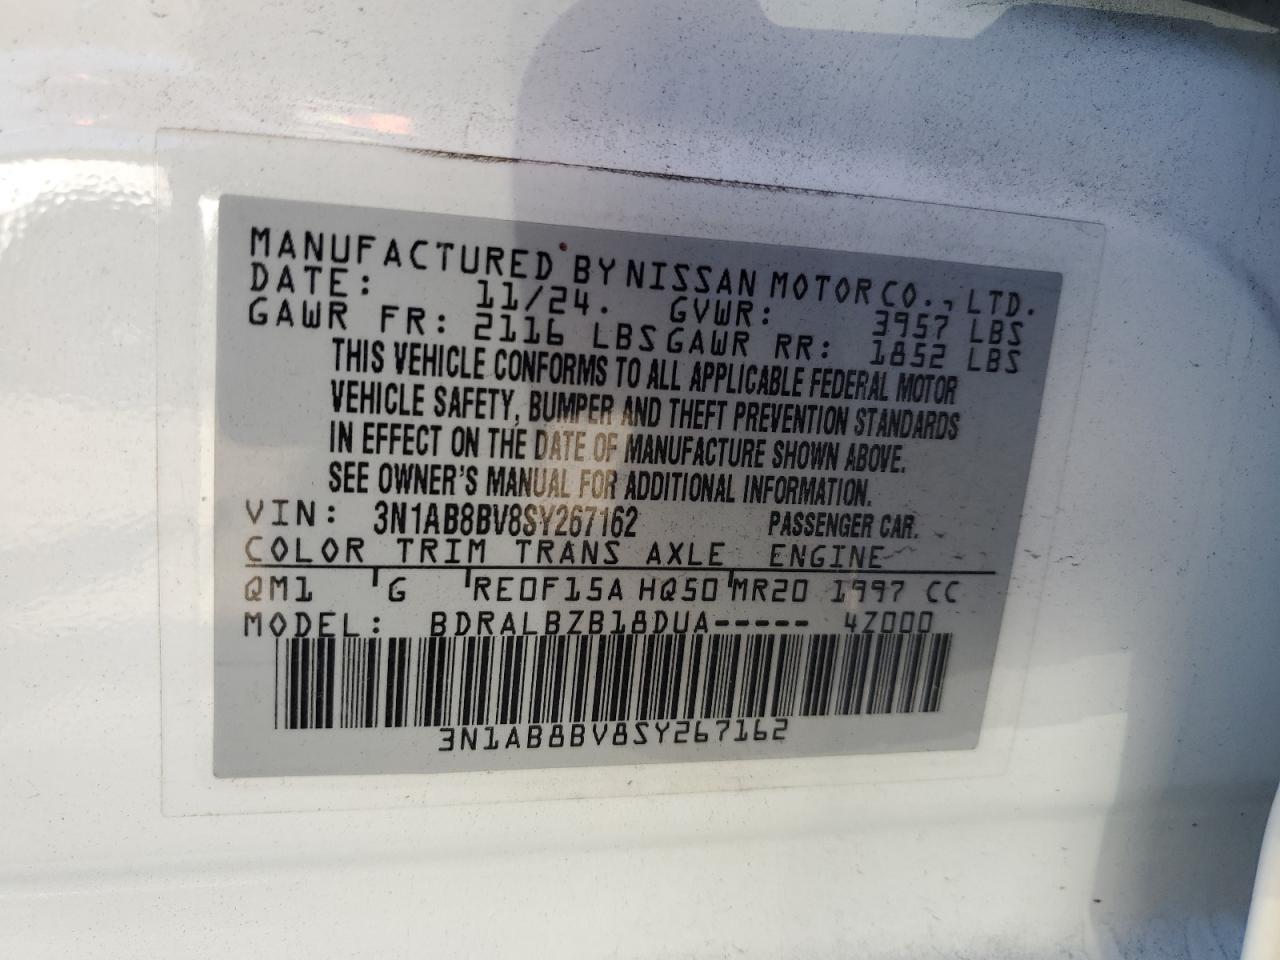 MANUFACTURED BY NISSAN MOTOR CO., LTD.
DATE: 11/24. GVWR: 3957 LBS
GAWR FR: 2116 LBS GAWR RR: 1852 LBS
THIS VEHICLE CONFORMS TO ALL APPLICABLE FEDERAL MOTOR
VEHICLE SAFETY, BUMPER AND THEFT PREVENTION STANDARDS
IN EFFECT ON THE DATE OF MANUFACTURE SHOWN ABOVE.
SEE OWNER'S MANUAL FOR ADDITIONAL INFORMATION.
VIN: 3N1AB8BV8SY267162 PASSENGER CAR.
COLOR TRIM TRANS AXLE ENGINE
QM1 G RE0F15A HQ50 MR20 1997 CC
MODEL: BDRALBZB18DUA----- 4Z000
3N1AB8BV8SY267162